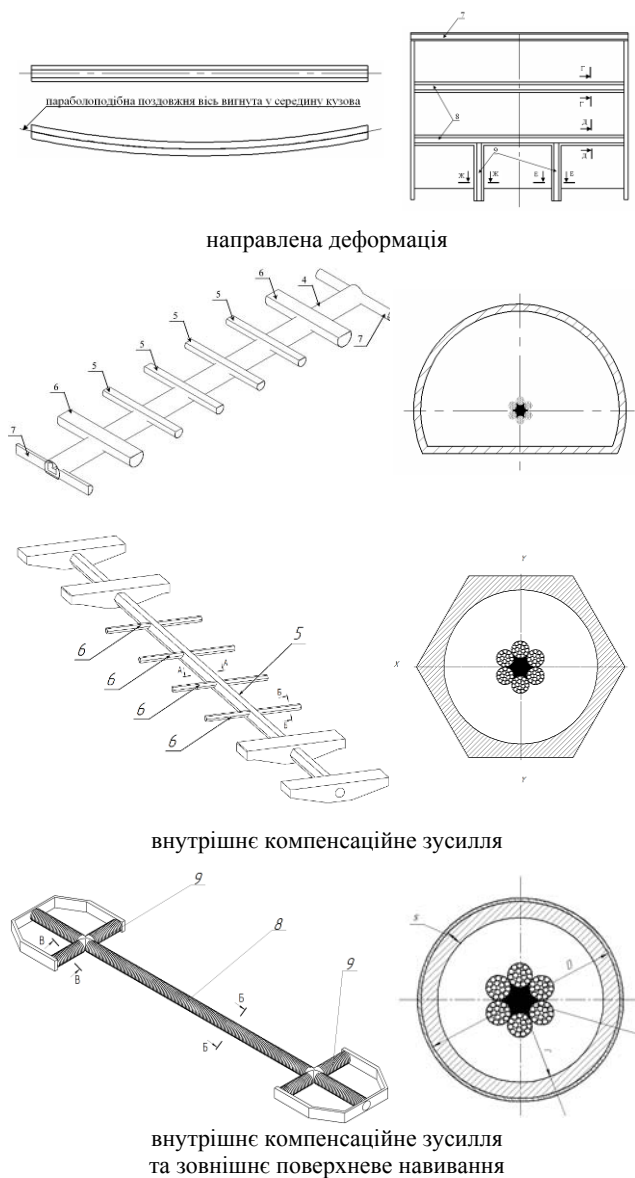 параболоподібна поздовжня вісь вигнута у середину кузова
7
Г
Г
8
Д
Д
9
Ж
Ж
Е
Е
направлена деформація
6
4
5
5
5
5
6
7
7
6
6
6
6
5
А
А
Б
Б
X
Y
Y
внутрішнє компенсаційне зусилля
9
8
9
В
В
Б
Б
s
D
r
внутрішнє компенсаційне зусилля
та зовнішнє поверхневе навивання